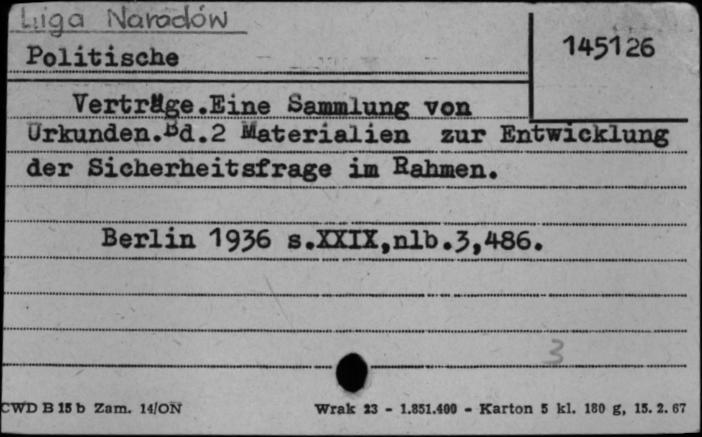 Liga Narodów
145126
Politische
Verträge.Eine Sammlung von
Urkunden.Bd.2 Materialien zur Entwicklung
der Sicherheitsfrage im Rahmen.
Berlin 1936 s.XXIX,nlb.3,486.
3
CWD B 15 b Zam. 14/ON Wrak 23 - 1.851.400 - Karton 5 kl. 180 g, 15. 2. 67